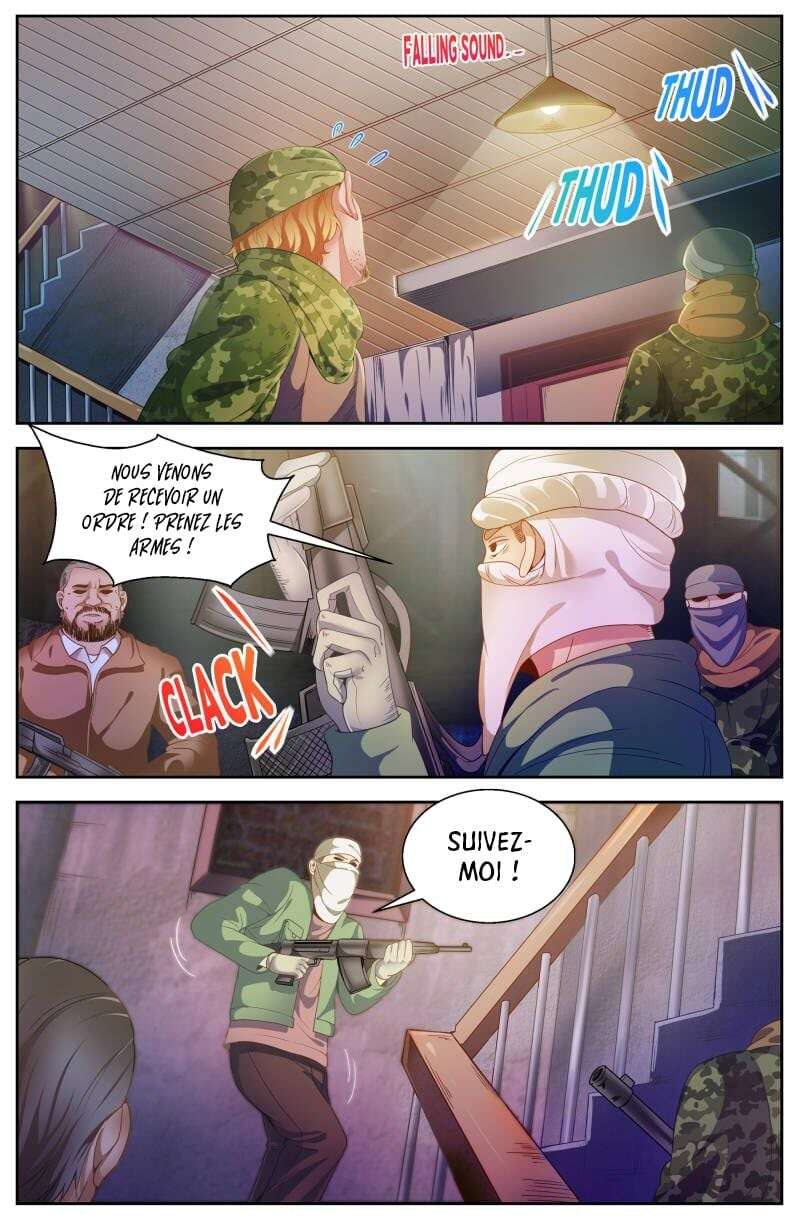 FALLING SOUND...
THUD
THUD
NOUS VENONS
DE RECEVOIR UN
ORDRE ! PRENEZ LES
ARMES !
CLACK
SUIVEZ-
MOI !